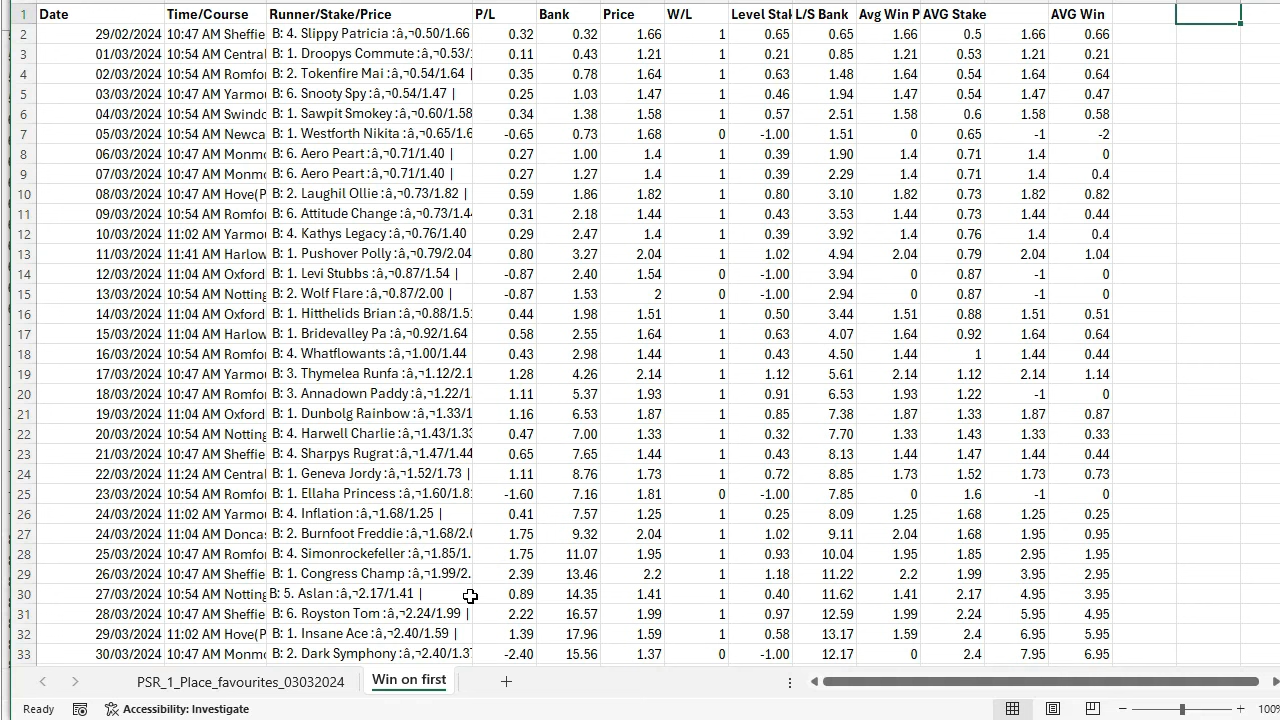 1 Date Time/Course Runner/Stake/Price P/L Bank Price W/L Level Stak L/S Bank Avg Win P AVG Stake AVG Win
2 29/02/2024 10:47 AM Sheffie B: 4. Slippy Patricia :â‚¬0.50/1.66 0.32 0.32 1.66 1 0.65 0.65 1.66 0.5 1.66 0.66
3 01/03/2024 10:54 AM Central B: 1. Droopys Commute :â‚¬0.53/ 0.11 0.43 1.21 1 0.21 0.85 1.21 0.53 1.21 0.21
4 02/03/2024 10:54 AM Romfo B: 2. Tokenfire Mai :â‚¬0.54/1.64 | 0.35 0.78 1.64 1 0.63 1.48 1.64 0.54 1.64 0.64
5 03/03/2024 10:47 AM Yarmou B: 6. Snooty Spy :â‚¬0.54/1.47 | 0.25 1.03 1.47 1 0.46 1.94 1.47 0.54 1.47 0.47
6 04/03/2024 10:54 AM Swindo B: 1. Sawpit Smokey :â‚¬0.60/1.58 0.34 1.38 1.58 1 0.57 2.51 1.58 0.6 1.58 0.58
7 05/03/2024 10:54 AM Newca B: 1. Westforth Nikita :â‚¬0.65/1.6 -0.65 0.73 1.68 0 -1.00 1.51 0 0.65 -1 -2
8 06/03/2024 10:47 AM Monmo B: 6. Aero Peart :â‚¬0.71/1.40 | 0.27 1.00 1.4 1 0.39 1.90 1.4 0.71 1.4 0
9 07/03/2024 10:47 AM Monmo B: 6. Aero Peart :â‚¬0.71/1.40 | 0.27 1.27 1.4 1 0.39 2.29 1.4 0.71 1.4 0.4
10 08/03/2024 10:47 AM Hove(P B: 2. Laughil Ollie :â‚¬0.73/1.82 | 0.59 1.86 1.82 1 0.80 3.10 1.82 0.73 1.82 0.82
11 09/03/2024 10:54 AM Romfo B: 6. Attitude Change :â‚¬0.73/1.44 0.31 2.18 1.44 1 0.43 3.53 1.44 0.73 1.44 0.44
12 10/03/2024 11:02 AM Yarmou B: 4. Kathys Legacy :â‚¬0.76/1.40 0.29 2.47 1.4 1 0.39 3.92 1.4 0.76 1.4 0.4
13 11/03/2024 11:41 AM Harlow B: 1. Pushover Polly :â‚¬0.79/2.04 0.80 3.27 2.04 1 1.02 4.94 2.04 0.79 2.04 1.04
14 12/03/2024 11:04 AM Oxford B: 1. Levi Stubbs :â‚¬0.87/1.54 | -0.87 2.40 1.54 0 -1.00 3.94 0 0.87 -1 0
15 13/03/2024 10:54 AM Notting B: 2. Wolf Flare :â‚¬0.87/2.00 | -0.87 1.53 2 0 -1.00 2.94 0 0.87 -1 0
16 14/03/2024 11:04 AM Oxford B: 1. Hitthelids Brian :â‚¬0.88/1.5 0.44 1.98 1.51 1 0.50 3.44 1.51 0.88 1.51 0.51
17 15/03/2024 11:04 AM Harlow B: 1. Bridevalley Pa :â‚¬0.92/1.64 0.58 2.55 1.64 1 0.63 4.07 1.64 0.92 1.64 0.64
18 16/03/2024 10:54 AM Romfo B: 4. Whatflowants :â‚¬1.00/1.44 0.43 2.98 1.44 1 0.43 4.50 1.44 1 1.44 0.44
19 17/03/2024 10:47 AM Yarmou B: 3. Thymelea Runfa :â‚¬1.12/2.1 1.28 4.26 2.14 1 1.12 5.61 2.14 1.12 2.14 1.14
20 18/03/2024 10:47 AM Romfo B: 3. Annadown Paddy :â‚¬1.22/1 1.11 5.37 1.93 1 0.91 6.53 1.93 1.22 -1 0
21 19/03/2024 11:04 AM Oxford B: 1. Dunbolg Rainbow :â‚¬1.33/1 1.16 6.53 1.87 1 0.85 7.38 1.87 1.33 1.87 0.87
22 20/03/2024 10:54 AM Notting B: 4. Harwell Charlie :â‚¬1.43/1.33 0.47 7.00 1.33 1 0.32 7.70 1.33 1.43 1.33 0.33
23 21/03/2024 10:54 AM Sheffie B: 4. Sharpys Rugrat :â‚¬1.47/1.44 0.65 7.65 1.44 1 0.43 8.13 1.44 1.47 1.44 0.44
24 22/03/2024 11:24 AM Central B: 1. Geneva Jordy :â‚¬1.52/1.73 | 1.11 8.76 1.73 1 0.72 8.85 1.73 1.52 1.73 0.73
25 23/03/2024 10:54 AM Romfo B: 1. Ellaha Princess :â‚¬1.60/1.8 -1.60 7.16 1.81 0 -1.00 7.85 0 1.6 -1 0
26 24/03/2024 11:02 AM Yarmou B: 4. Inflation :â‚¬1.68/1.25 | 0.41 7.57 1.25 1 0.25 8.09 1.25 1.68 1.25 0.25
27 24/03/2024 11:04 AM Doncas B: 2. Burnfoot Freddie :â‚¬1.68/2.0 1.75 9.32 2.04 1 1.02 9.11 2.04 1.68 1.95 0.95
28 25/03/2024 10:47 AM Romfo B: 4. Simonrockefeller :â‚¬1.85/1. 1.75 11.07 1.95 1 0.93 10.04 1.95 1.85 2.95 1.95
29 26/03/2024 10:47 AM Sheffie B: 1. Congress Champ :â‚¬1.99/2. 2.39 13.46 2.2 1 1.18 11.22 2.2 1.99 3.95 2.95
30 27/03/2024 10:54 AM Notting B: 5. Aslan :â‚¬2.17/1.41 | 0.89 14.35 1.41 1 0.40 11.62 1.41 2.17 4.95 3.95
31 28/03/2024 10:47 AM Sheffie B: 6. Royston Tom :â‚¬2.24/1.99 | 2.22 16.57 1.99 1 0.97 12.59 1.99 2.24 5.95 4.95
32 29/03/2024 11:02 AM Hove(P B: 1. Insane Ace :â‚¬2.40/1.59 | 1.39 17.96 1.59 1 0.58 13.17 1.59 2.4 6.95 5.95
33 30/03/2024 10:47 AM Monmo B: 2. Dark Symphony :â‚¬2.40/1.37 -2.40 15.56 1.37 0 -1.00 12.17 0 2.4 7.95 6.95
PSR_1_Place_favourites_03032024 Win on first
Ready Accessibility: Investigate 100%